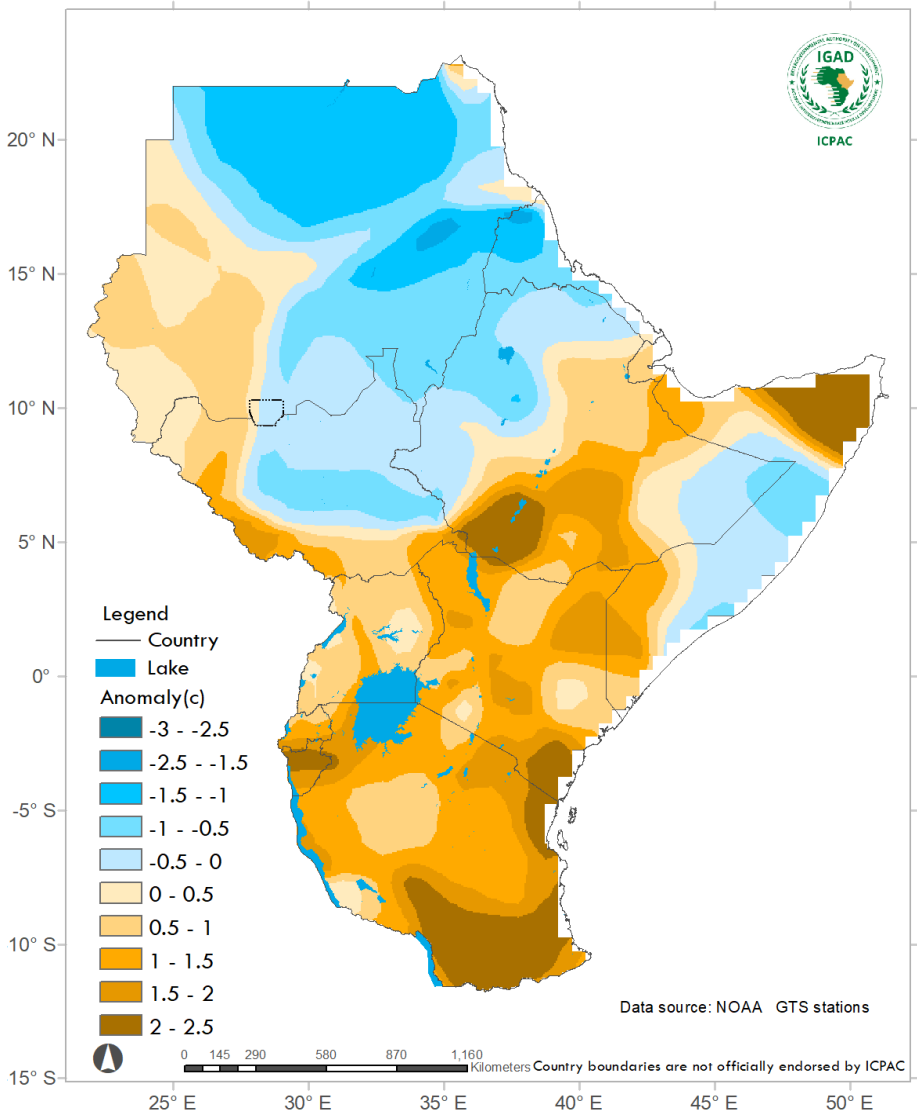 IGAD
ICPAC
20° N
15° N
10° N
5° N
0°
-5° S
-10° S
-15° S
Legend
Country
Lake
Anomaly(c)
-3 - -2.5
-2.5 - -1.5
-1.5 - -1
-1 - -0.5
-0.5 - 0
0 - 0.5
0.5 - 1
1 - 1.5
1.5 - 2
2 - 2.5
Data source: NOAA GTS stations
0 145 290 580 870 1,160
Kilometers
Country boundaries are not officially endorsed by ICPAC
25° E 30° E 35° E 40° E 45° E 50° E